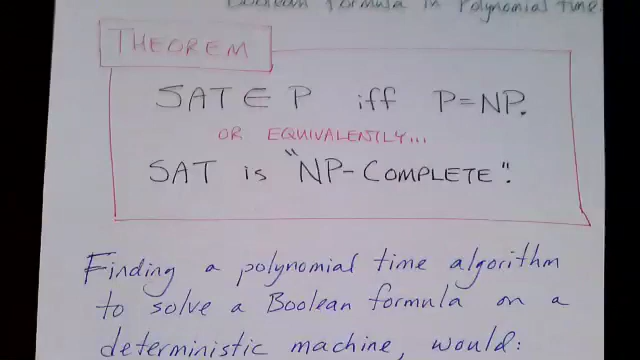 Boolean formula in Polynomial Time
THEOREM
SAT ∈ P iff P=NP.
OR EQUIVALENTLY...
SAT is "NP-COMPLETE".
Finding a polynomial time algorithm
to solve a Boolean formula on a
deterministic machine, would: